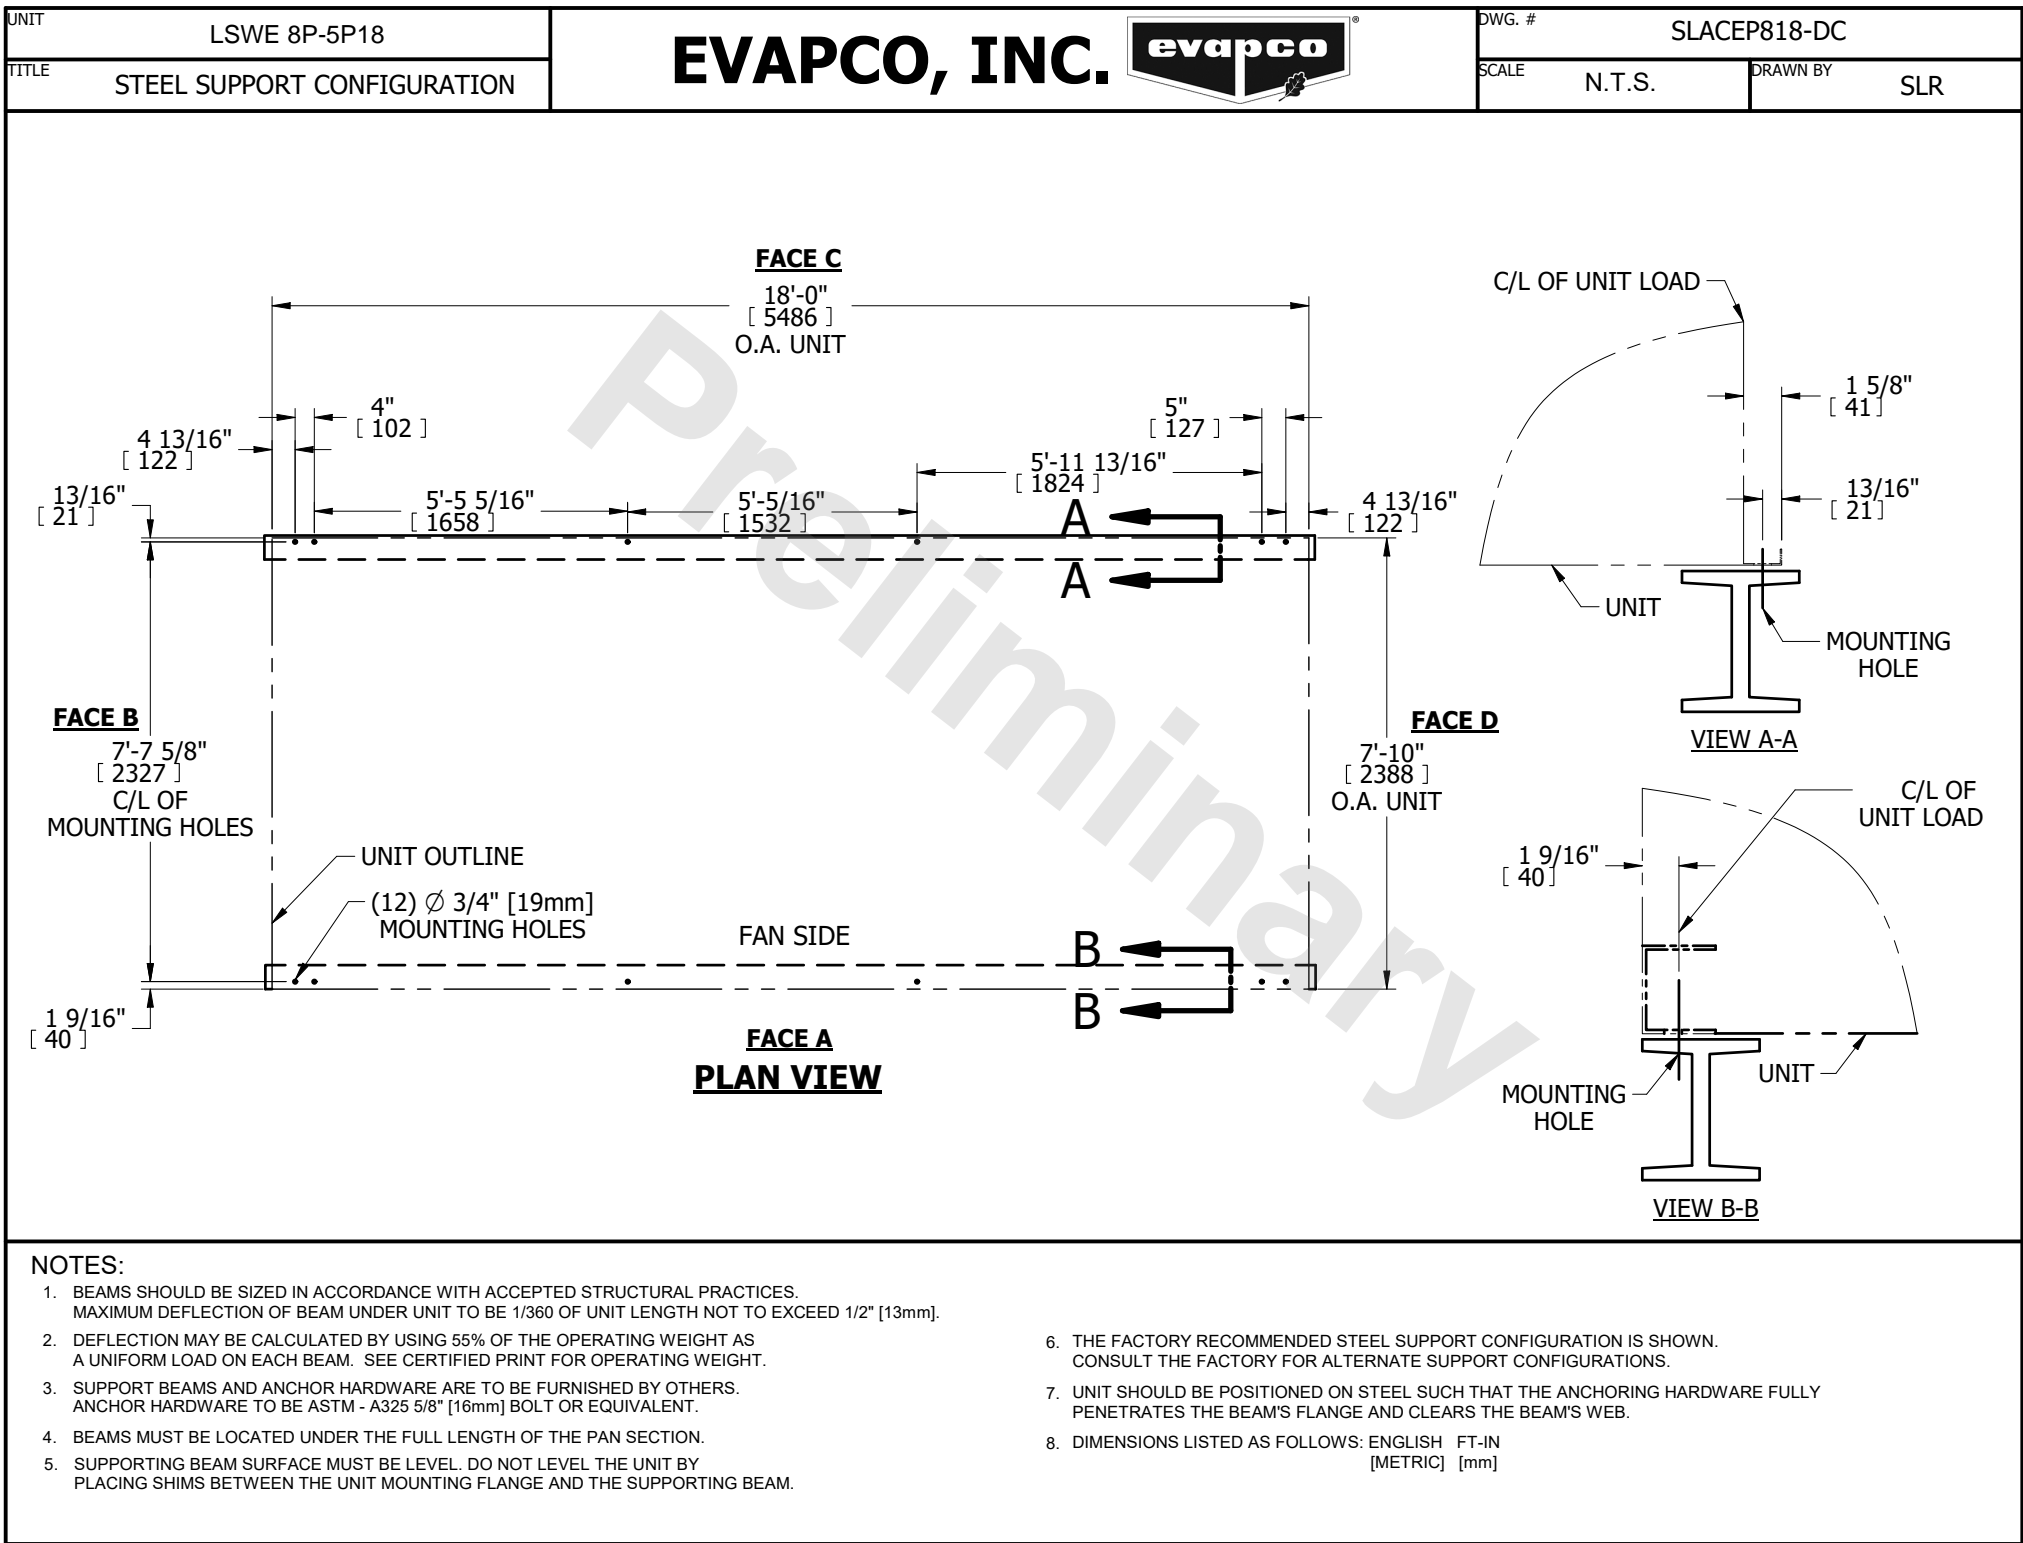 UNIT
LSWE 8P-5P18
TITLE
STEEL SUPPORT CONFIGURATION
EVAPCO, INC.
evapco
®
DWG. #
SLACEP818-DC
SCALE
N.T.S.
DRAWN BY
SLR
FACE C
18'-0"
[ 5486 ]
O.A. UNIT
4"
[ 102 ]
5"
[ 127 ]
4 13/16"
[ 122 ]
5'-11 13/16"
[ 1824 ]
13/16"
[ 21 ]
5'-5 5/16"
[ 1658 ]
5'-5/16"
[ 1532 ]
4 13/16"
[ 122 ]
A
A
FACE B
7'-7 5/8"
[ 2327 ]
C/L OF
MOUNTING HOLES
FACE D
7'-10"
[ 2388 ]
O.A. UNIT
UNIT OUTLINE
(12) Ø 3/4" [19mm]
MOUNTING HOLES
FAN SIDE
B
B
1 9/16"
[ 40 ]
FACE A
PLAN VIEW
Preliminary
C/L OF UNIT LOAD
1 5/8"
[ 41 ]
13/16"
[ 21 ]
UNIT
MOUNTING
HOLE
VIEW A-A
C/L OF
UNIT LOAD
1 9/16"
[ 40 ]
UNIT
MOUNTING
HOLE
VIEW B-B
NOTES:
1. BEAMS SHOULD BE SIZED IN ACCORDANCE WITH ACCEPTED STRUCTURAL PRACTICES.
MAXIMUM DEFLECTION OF BEAM UNDER UNIT TO BE 1/360 OF UNIT LENGTH NOT TO EXCEED 1/2" [13mm].
2. DEFLECTION MAY BE CALCULATED BY USING 55% OF THE OPERATING WEIGHT AS
A UNIFORM LOAD ON EACH BEAM. SEE CERTIFIED PRINT FOR OPERATING WEIGHT.
3. SUPPORT BEAMS AND ANCHOR HARDWARE ARE TO BE FURNISHED BY OTHERS.
ANCHOR HARDWARE TO BE ASTM - A325 5/8" [16mm] BOLT OR EQUIVALENT.
4. BEAMS MUST BE LOCATED UNDER THE FULL LENGTH OF THE PAN SECTION.
5. SUPPORTING BEAM SURFACE MUST BE LEVEL. DO NOT LEVEL THE UNIT BY
PLACING SHIMS BETWEEN THE UNIT MOUNTING FLANGE AND THE SUPPORTING BEAM.
6. THE FACTORY RECOMMENDED STEEL SUPPORT CONFIGURATION IS SHOWN.
CONSULT THE FACTORY FOR ALTERNATE SUPPORT CONFIGURATIONS.
7. UNIT SHOULD BE POSITIONED ON STEEL SUCH THAT THE ANCHORING HARDWARE FULLY
PENETRATES THE BEAM'S FLANGE AND CLEARS THE BEAM'S WEB.
8. DIMENSIONS LISTED AS FOLLOWS: ENGLISH FT-IN
[METRIC] [mm]